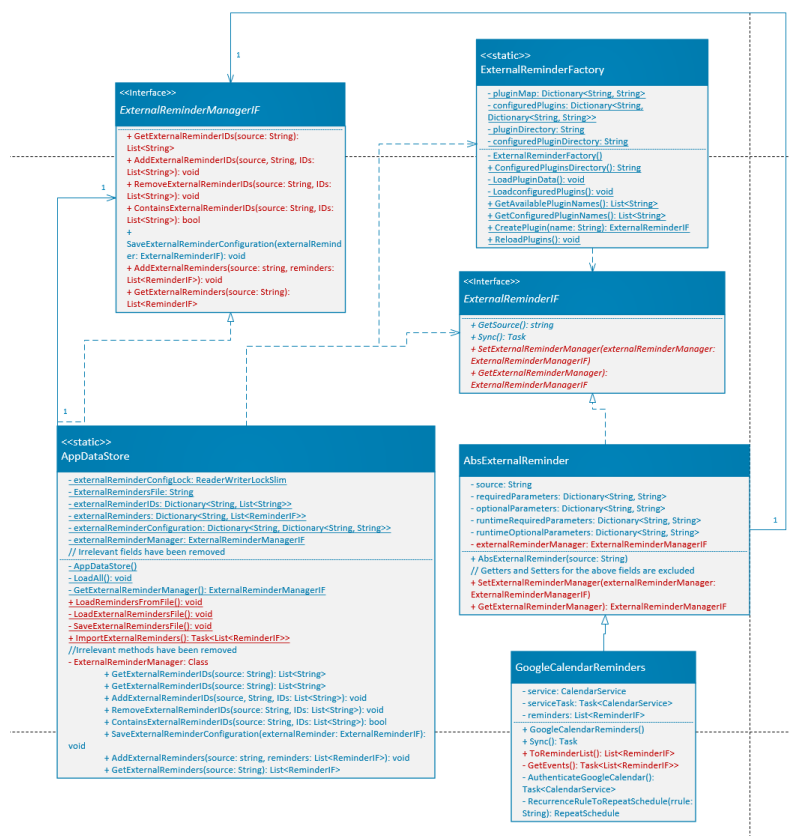 1
<<static>>
ExternalReminderFactory
- pluginMap: Dictionary<String, String>
- configuredPlugins: Dictionary<String,
Dictionary<String, String>>
- pluginDirectory: String
- configuredPluginDirectory: String
- ExternalReminderFactory()
+ ConfiguredPluginsDirectory(): String
- LoadPluginData(): void
- LoadconfiguredPlugins(): void
+ GetAvailablePluginNames(): List<String>
+ GetConfiguredPluginNames(): List<String>
+ CreatePlugin(name: String): ExternalReminderIF
+ ReloadPlugins(): void
<<Interface>>
ExternalReminderManagerIF
+ GetExternalReminderIDs(source: String):
List<String>
+ AddExternalReminderIDs(source, String, IDs:
List<String>): void
+ RemoveExternalReminderIDs(source: String, IDs:
List<String>): void
+ ContainsExternalReminderIDs(source: String, IDs:
List<String>): bool
+
SaveExternalReminderConfiguration(externalRemind
er: ExternalReminderIF): void
+ AddExternalReminders(source: string, reminders:
List<ReminderIF>): void
+ GetExternalReminders(source: String):
List<ReminderIF>
1
<<Interface>>
ExternalReminderIF
+ GetSource(): string
+ Sync(): Task
+ SetExternalReminderManager(externalReminderManager:
ExternalReminderManagerIF)
+ GetExternalReminderManager):
ExternalReminderManagerIF
1
<<static>>
AppDataStore
- externalReminderConfigLock: ReaderWriterLockSlim
- ExternalRemindersFile: String
- externalReminderIDs: Dictionary<String, List<String>>
- externalReminders: Dictionary<String, List<ReminderIF>>
- externalReminderConfiguration: Dictionary<String, Dictionary<String, String>>
- externalReminderManager: ExternalReminderManagerIF
// Irrelevant fields have been removed
- AppDataStore()
- LoadAll(): void
- GetExternalReminderManager(): ExternalReminderManagerIF
+ LoadRemindersFromFile(): void
- LoadExternalRemindersFile(): void
- SaveExternalRemindersFile(): void
+ ImportExternalReminders(): Task<List<ReminderIF>>
//Irrelevant methods have been removed
- ExternalReminderManager: Class
+ GetExternalReminderIDs(source: String): List<String>
+ GetExternalReminderIDs(source: String): List<String>
+ AddExternalReminderIDs(source, String, IDs: List<String>): void
+ RemoveExternalReminderIDs(source: String, IDs: List<String>): void
+ ContainsExternalReminderIDs(source: String, IDs: List<String>): bool
+ SaveExternalReminderConfiguration(externalReminder: ExternalReminderIF):
void
+ AddExternalReminders(source: string, reminders: List<ReminderIF>): void
+ GetExternalReminders(source: String): List<ReminderIF>
AbsExternalReminder
- source: String
- requiredParameters: Dictionary<String, String>
- optionalParameters: Dictionary<String, String>
- runtimeRequiredParameters: Dictionary<String, String>
- runtimeOptionalParameters: Dictionary<String, String>
- externalReminderManager: ExternalReminderManagerIF
+ AbsExternalReminder(source: String)
// Getters and Setters for the above fields are excluded
+ SetExternalReminderManager(externalReminderManager:
ExternalReminderManagerIF)
+ GetExternalReminderManager): ExternalReminderManagerIF
1
GoogleCalendarReminders
- service: CalendarService
- serviceTask: Task<CalendarService>
- reminders: List<ReminderIF>
+ GoogleCalendarReminders()
+ Sync(): Task
+ ToReminderList(): List<ReminderIF>
- GetEvents(): Task<List<ReminderIF>>
- AuthenticateGoogleCalendar():
Task<CalendarService>
- RecurrenceRuleToRepeatSchedule(rrule:
String): RepeatSchedule